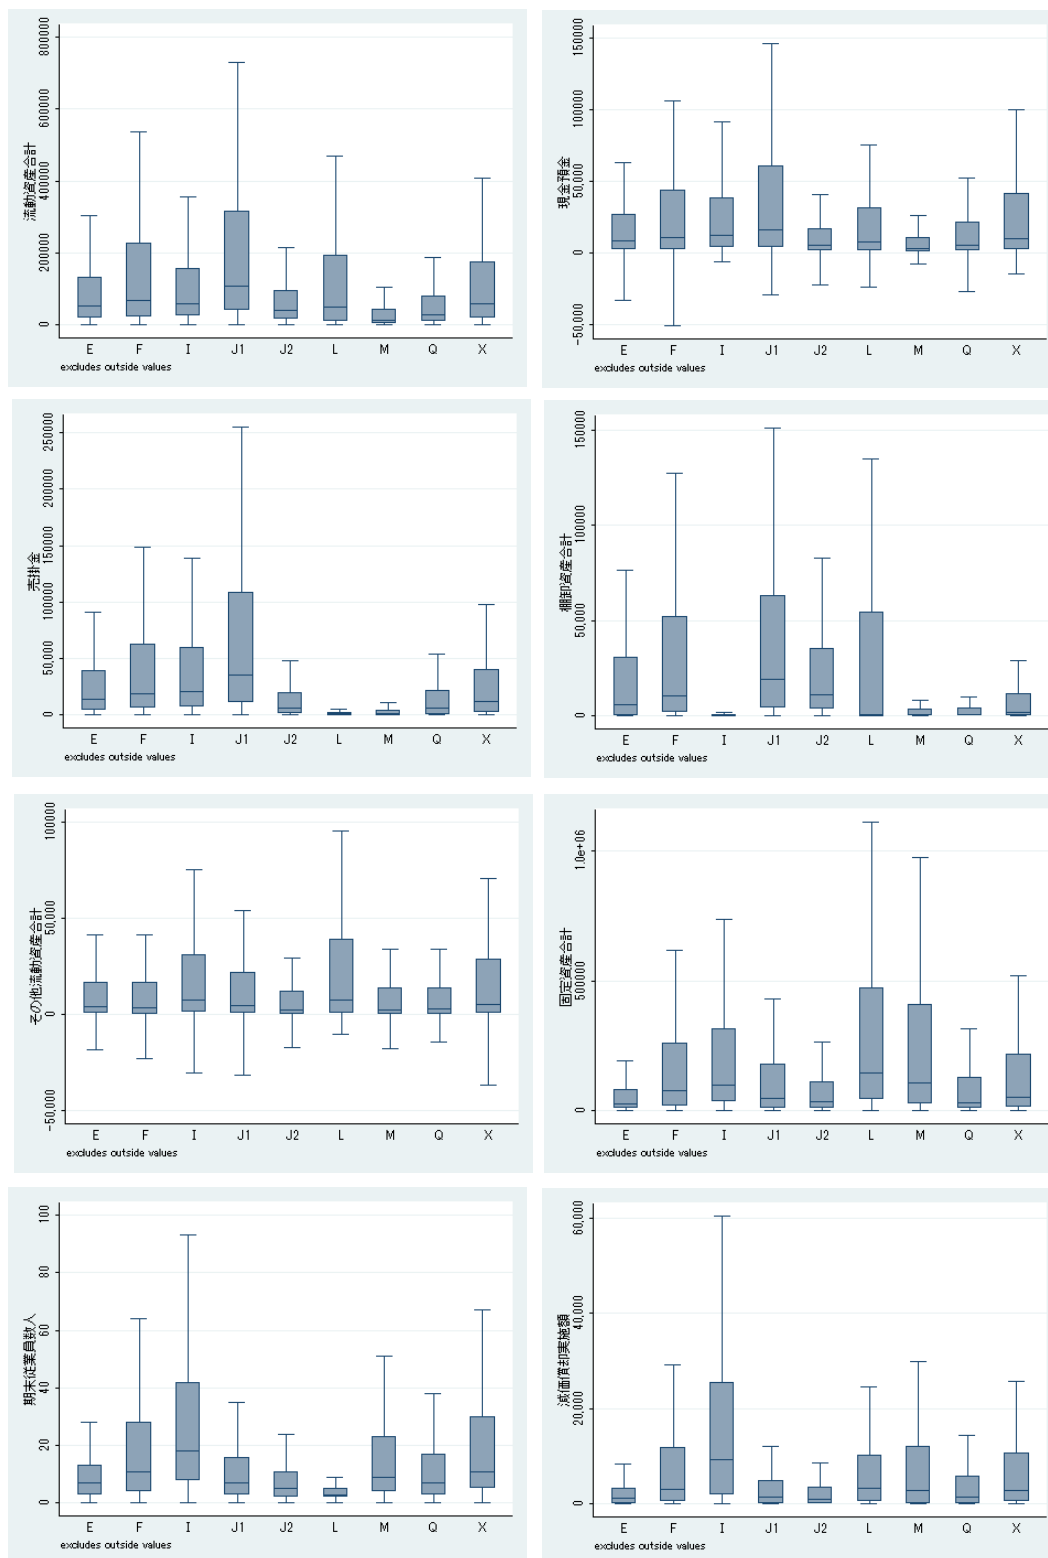 流動資産合計
800000
600000
400000
200000
0
E F I J1 J2 L M Q X
excludes outside values
現金預金
150000
100000
50,000
0
-50,000
E F I J1 J2 L M Q X
excludes outside values
売掛金
250000
200000
150000
100000
50,000
0
E F I J1 J2 L M Q X
excludes outside values
棚卸資産合計
150000
100000
50,000
0
E F I J1 J2 L M Q X
excludes outside values
その他流動資産合計
100000
50,000
0
-50,000
E F I J1 J2 L M Q X
excludes outside values
固定資産合計
1.0e+06
500000
0
E F I J1 J2 L M Q X
excludes outside values
期末従業員数人
100
80
60
40
20
0
E F I J1 J2 L M Q X
excludes outside values
減価償却実施額
60,000
40,000
20,000
0
E F I J1 J2 L M Q X
excludes outside values